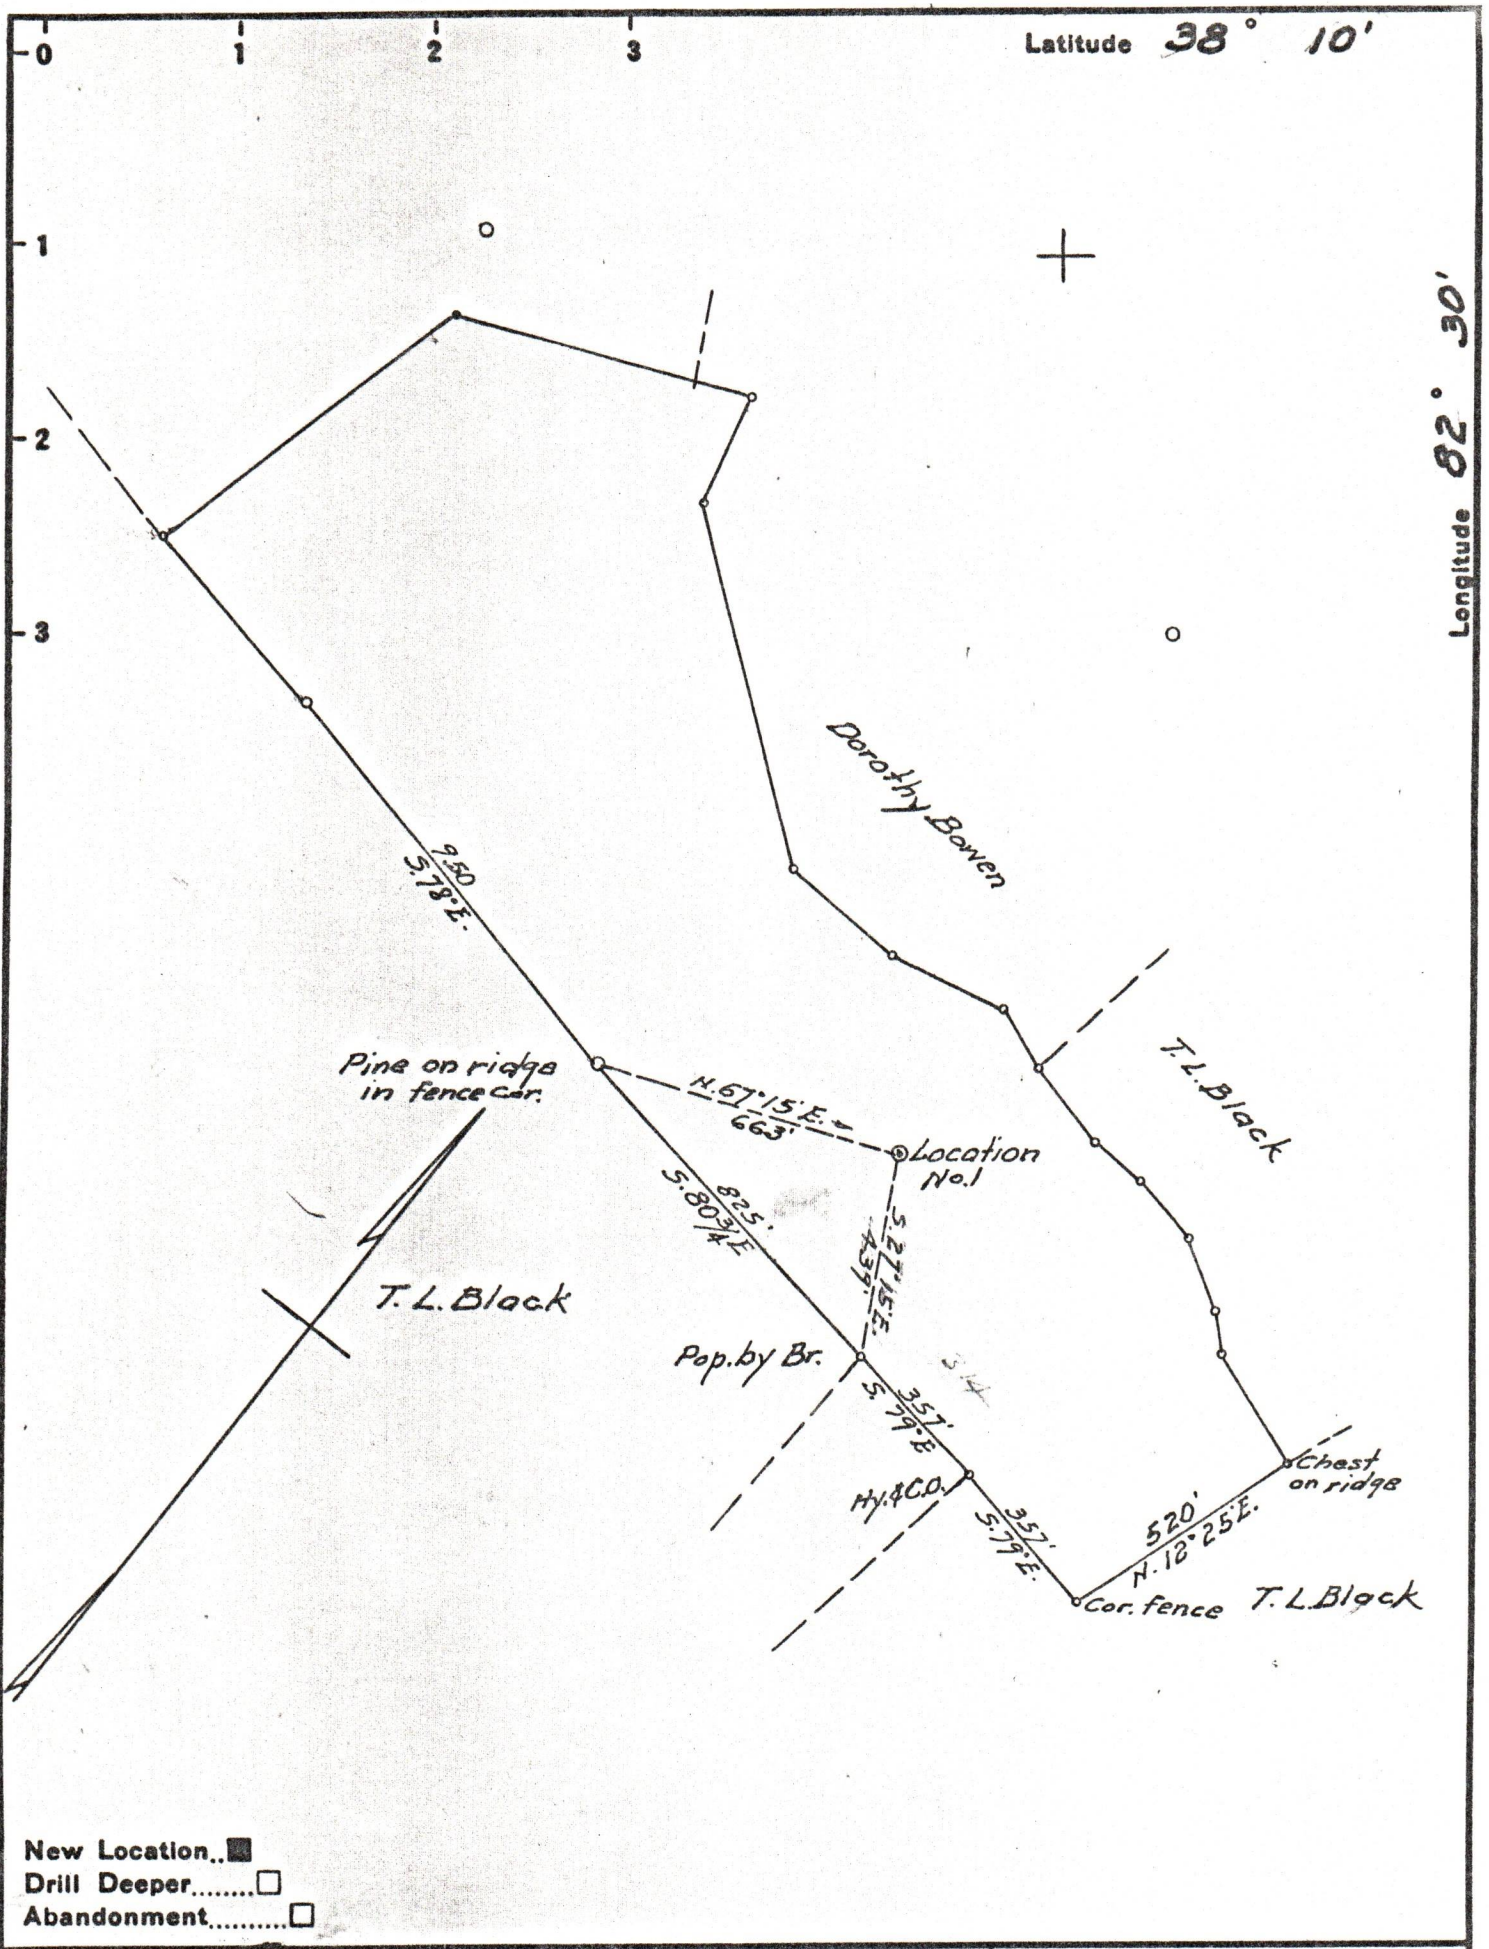 0 1 2 3
Latitude 38° 10'
1
2
3
Longitude 82° 30'
Dorothy Bowen
950
S. 78° E.
Pine on ridge
in fence Cor.
N. 67° 15' E.
663'
Location
No. 1
T. L. Black
825'
S. 80 3/4 E
S. 27° 15' E.
439'
T. L. Black
Pop. by Br.
314
357'
S. 79° E
Hy. & C.O.
357'
S. 79° E.
Chest
on ridge
520'
N. 12° 25' E.
Cor. fence
T. L. Black
New Location..
Drill Deeper........
Abandonment..........